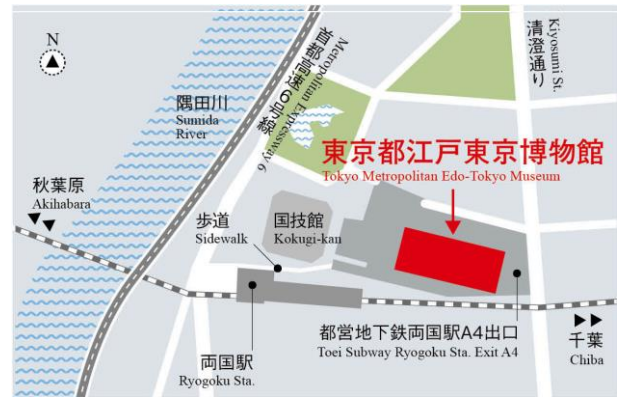 N
隅田川
Sumida
River
首都高速6号線
Metropolitan Expressway 6
清澄通り
Kiyosumi St.
東京都江戸東京博物館
Tokyo Metropolitan Edo-Tokyo Museum
秋葉原
Akihabara
歩道
Sidewalk
国技館
Kokugi-kan
両国駅
Ryogoku Sta.
都営地下鉄両国駅A4出口
Toei Subway Ryogoku Sta. Exit A4
千葉
Chiba